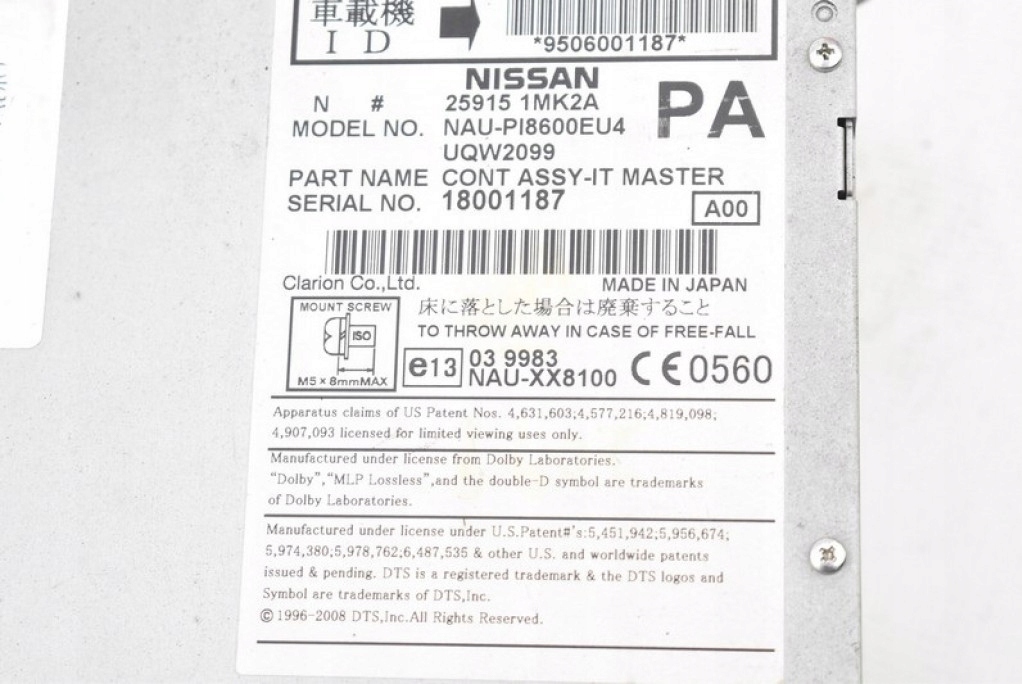 車載機
ID
*9506001187*
NISSAN
N # 25915 1MK2A
PA
MODEL NO. NAU-PI8600EU4
UQW2099
PART NAME CONT ASSY-IT MASTER
SERIAL NO. 18001187
A00
Clarion Co.,Ltd. MADE IN JAPAN
MOUNT SCREW
ISO
M5×8mmMAX
床に落とした場合は廃棄すること
TO THROW AWAY IN CASE OF FREE-FALL
e13 03 9983
NAU-XX8100
CE0560
Apparatus claims of US Patent Nos. 4,631,603;4,577,216;4,819,098;
4,907,093 licensed for limited viewing uses only.
Manufactured under license from Dolby Laboratories.
"Dolby","MLP Lossless",and the double-D symbol are trademarks
of Dolby Laboratories.
Manufactured under license under U.S.Patent#'s:5,451,942;5,956,674;
5,974,380;5,978,762;6,487,535 & other U.S. and worldwide patents
issued & pending. DTS is a registered trademark & the DTS logos and
Symbol are trademarks of DTS,Inc.
©1996-2008 DTS,Inc.All Rights Reserved.